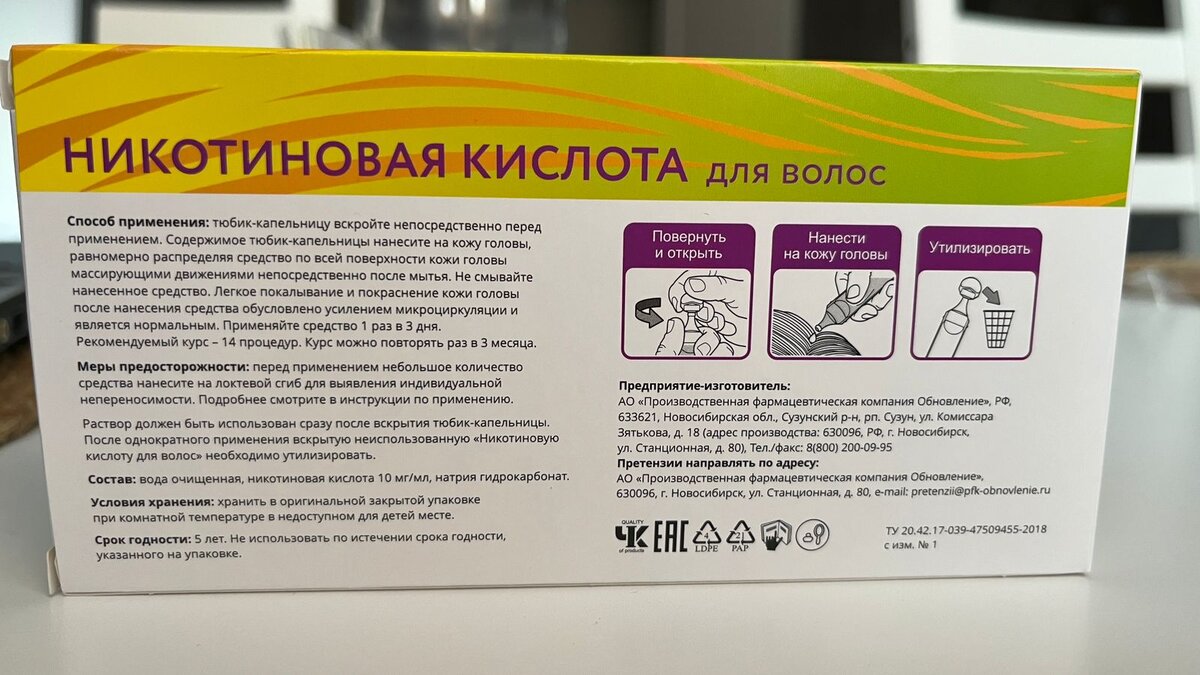 НИКОТИНОВАЯ КИСЛОТА для волос
Способ применения: тюбик-капельницу вскройте непосредственно перед
применением. Содержимое тюбик-капельницы нанесите на кожу головы,
равномерно распределяя средство по всей поверхности кожи головы
массирующими движениями непосредственно после мытья. Не смывайте
нанесенное средство. Легкое покалывание и покраснение кожи головы
после нанесения средства обусловлено усилением микроциркуляции и
является нормальным. Применяйте средство 1 раз в 3 дня.
Рекомендуемый курс – 14 процедур. Курс можно повторять раз в 3 месяца.
Меры предосторожности: перед применением небольшое количество
средства нанесите на локтевой сгиб для выявления индивидуальной
непереносимости. Подробнее смотрите в инструкции по применению.
Раствор должен быть использован сразу после вскрытия тюбик-капельницы.
После однократного применения вскрытую неиспользованную «Никотиновую
кислоту для волос» необходимо утилизировать.
Состав: вода очищенная, никотиновая кислота 10 мг/мл, натрия гидрокарбонат.
Условия хранения: хранить в оригинальной закрытой упаковке
при комнатной температуре в недоступном для детей месте.
Срок годности: 5 лет. Не использовать по истечении срока годности,
указанного на упаковке.
Повернуть
и открыть
Нанести
на кожу головы
Утилизировать
Предприятие-изготовитель:
АО «Производственная фармацевтическая компания Обновление», РФ,
633621, Новосибирская обл., Сузунский р-н, рп. Сузун, ул. Комиссара
Зятькова, д. 18 (адрес производства: 630096, РФ, г. Новосибирск,
ул. Станционная, д. 80), Тел./факс: 8(800) 200-09-95
Претензии направлять по адресу:
АО «Производственная фармацевтическая компания Обновление»,
630096, г. Новосибирск, ул. Станционная, д. 80, e-mail: pretenzii@pfk-obnovlenie.ru
QUALITY
ЧК
of products
EAC
4
LDPE
21
PAP
ТУ 20.42.17-039-47509455-2018
с изм. № 1